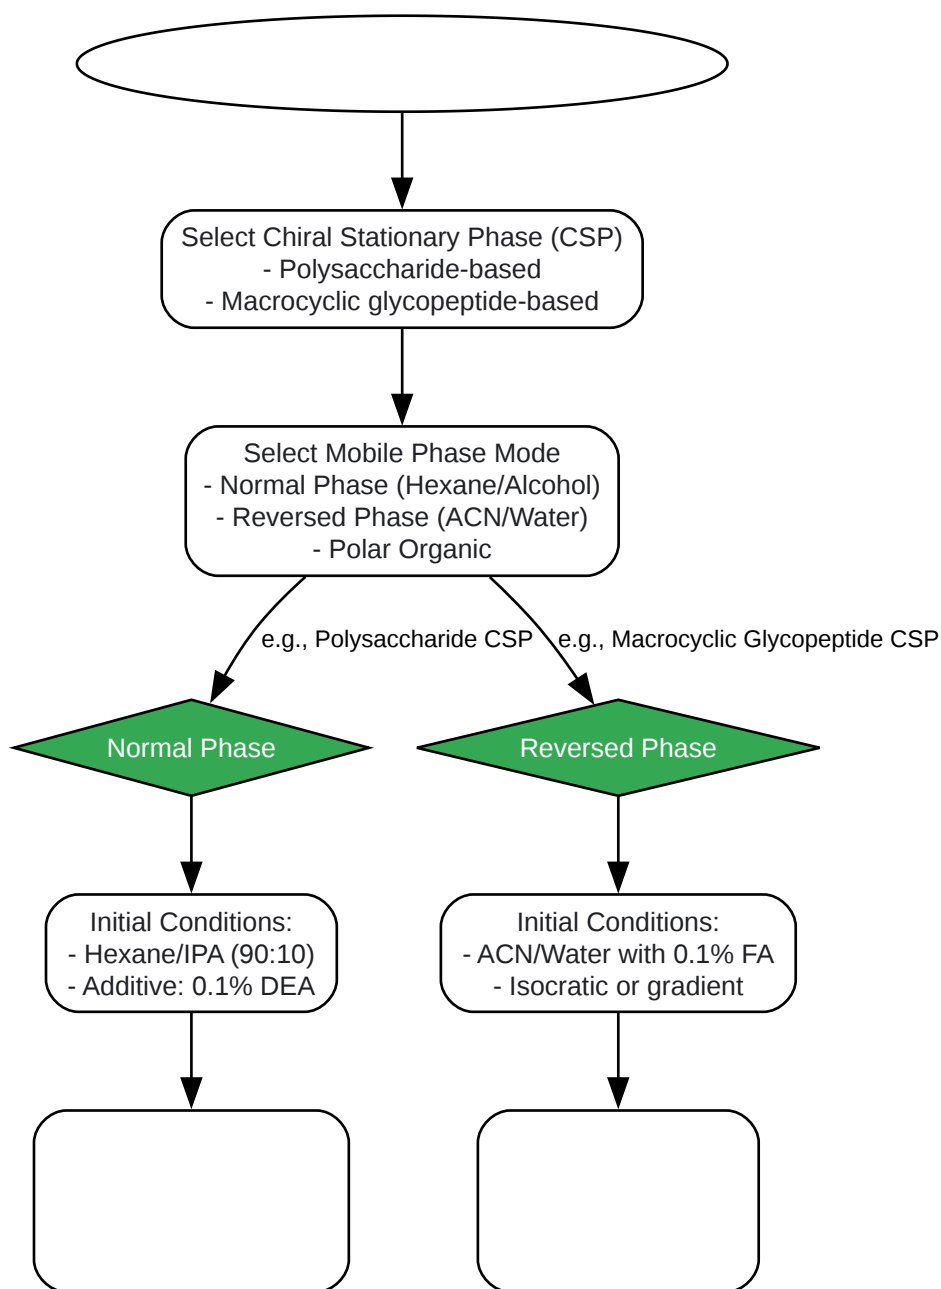 Select Chiral Stationary Phase (CSP)
- Polysaccharide-based
- Macrocyclic glycopeptide-based
Select Mobile Phase Mode
- Normal Phase (Hexane/Alcohol)
- Reversed Phase (ACN/Water)
- Polar Organic
e.g., Polysaccharide CSP
e.g., Macrocyclic Glycopeptide CSP
Normal Phase
Reversed Phase
Initial Conditions:
- Hexane/IPA (90:10)
- Additive: 0.1% DEA
Initial Conditions:
- ACN/Water with 0.1% FA
- Isocratic or gradient